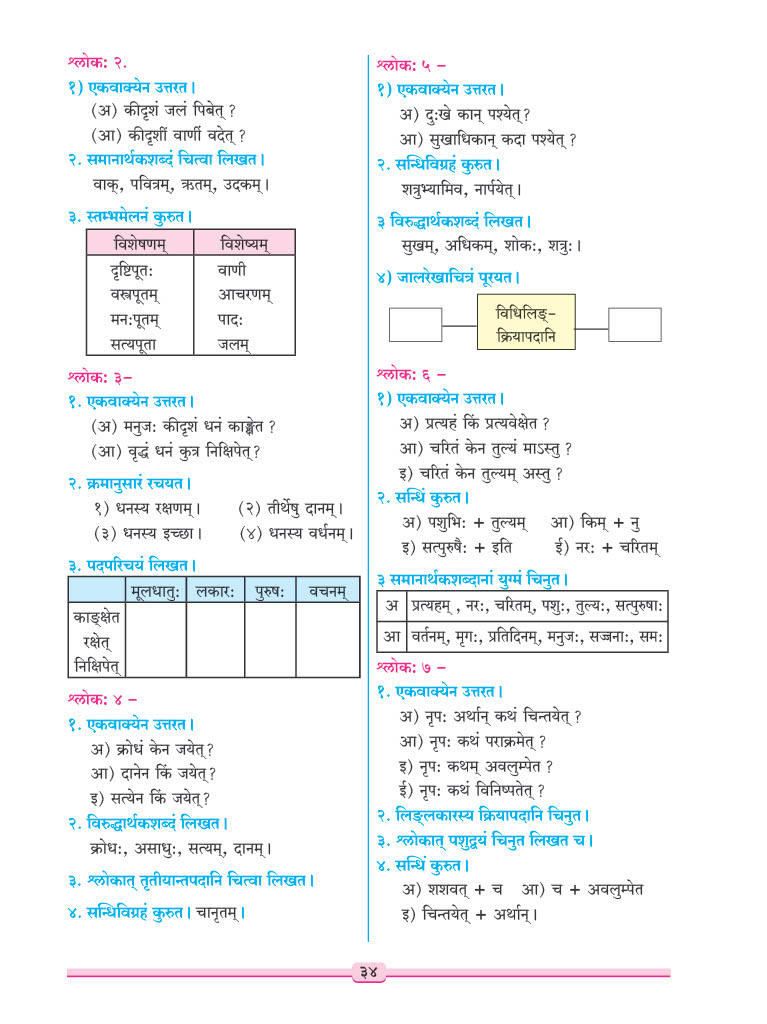 श्लोक: २.
१) एकवाक्येन उत्तरत।
(अ) कीदृशं जलं पिबेत् ?
(आ) कीदृशीं वाणीं वदेत् ?
२. समानार्थकशब्दं चित्वा लिखत।
वाक्, पवित्रम्, ऋतम्, उदकम्।
३. स्तम्भमेलनं कुरुत।
विशेषणम् विशेष्यम्
दृष्टिपूत: वाणी
वस्त्रपूतम् आचरणम्
मन:पूतम् पाद:
सत्यपूता जलम्
श्लोक: ३–
१. एकवाक्येन उत्तरत।
(अ) मनुज: कीदृशं धनं काङ्क्षेत ?
(आ) वृद्धं धनं कुत्र निक्षिपेत् ?
२. क्रमानुसारं रचयत।
१) धनस्य रक्षणम्। (२) तीर्थेषु दानम्।
(३) धनस्य इच्छा। (४) धनस्य वर्धनम्।
३. पदपरिचयं लिखत।
मूलधातु: लकार: पुरुष: वचनम्
काङ्क्षेत
रक्षेत्
निक्षिपेत्
श्लोक: ४ –
१. एकवाक्येन उत्तरत।
अ) क्रोधं केन जयेत् ?
आ) दानेन किं जयेत् ?
इ) सत्येन किं जयेत् ?
२. विरुद्धार्थकशब्दं लिखत।
क्रोध:, असाधु:, सत्यम्, दानम्।
३. श्लोकात् तृतीयान्तपदानि चित्वा लिखत।
४. सन्धिविग्रहं कुरुत। चानृतम्।
श्लोक: ५ –
१) एकवाक्येन उत्तरत।
अ) दु:खे कान् पश्येत् ?
आ) सुखाधिकान् कदा पश्येत् ?
२. सन्धिविग्रहं कुरुत।
शत्रुभ्यामिव, नार्पयेत्।
३ विरुद्धार्थकशब्दं लिखत।
सुखम्, अधिकम्, शोक:, शत्रु:।
४) जालरेखाचित्रं पूरयत।
विधिलिङ्-
क्रियापदानि
श्लोक: ६ –
१) एकवाक्येन उत्तरत।
अ) प्रत्यहं किं प्रत्यवेक्षेत ?
आ) चरितं केन तुल्यं माऽस्तु ?
इ) चरितं केन तुल्यम् अस्तु ?
२. सन्धिं कुरुत।
अ) पशुभि: + तुल्यम् आ) किम् + नु
इ) सत्पुरुषै: + इति ई) नर: + चरितम्
३ समानार्थकशब्दानां युग्मं चिनुत।
अ प्रत्यहम् , नर:, चरितम्, पशु:, तुल्य:, सत्पुरुषा:
आ वर्तनम्, मृग:, प्रतिदिनम्, मनुज:, सज्जना:, सम:
श्लोक: ७ –
१. एकवाक्येन उत्तरत।
अ) नृप: अर्थान् कथं चिन्तयेत् ?
आ) नृप: कथं पराक्रमेत् ?
इ) नृप: कथम् अवलुम्पेत ?
ई) नृप: कथं विनिष्पतेत् ?
२. लिङ्लकारस्य क्रियापदानि चिनुत।
३. श्लोकात् पशुद्वयं चिनुत लिखत च।
४. सन्धिं कुरुत।
अ) शशवत् + च आ) च + अवलुम्पेत
इ) चिन्तयेत् + अर्थान्।
३४